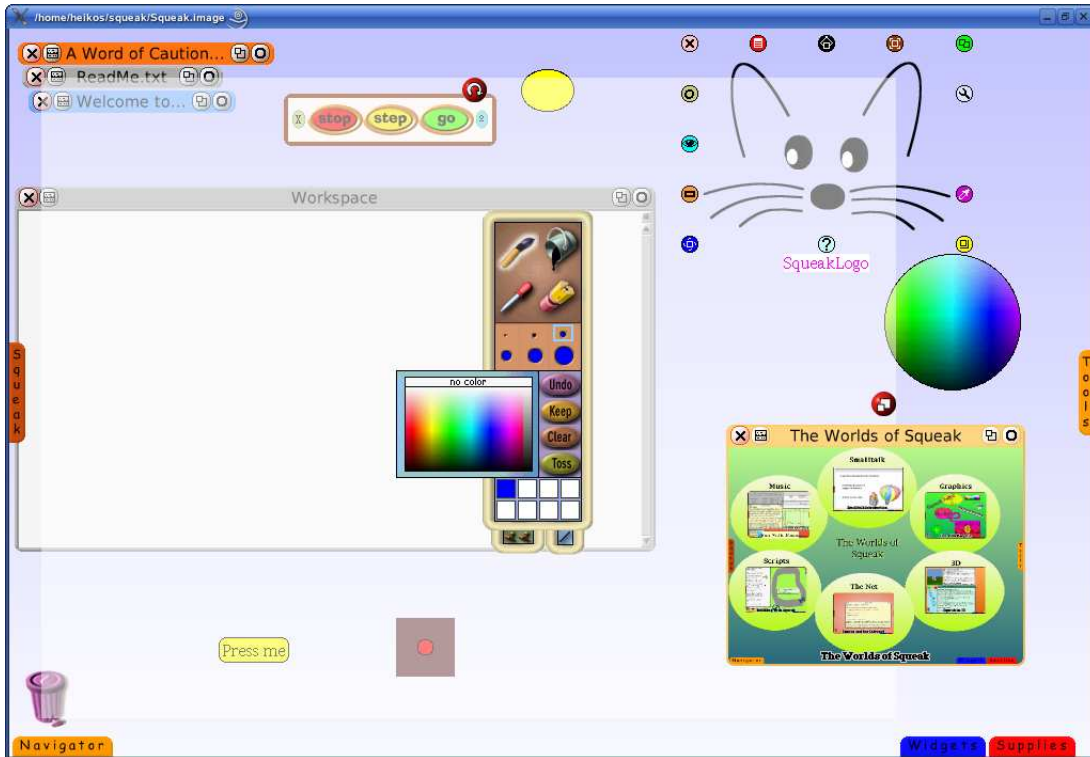 /home/heikos/squeak/Squeak.image
A Word of Caution...
ReadMe.txt
Welcome to...
stop step go
Workspace
SqueakLogo
Squeak
Tools
no color
Undo
Keep
Clear
Toss
The Worlds of Squeak
Smalltalk
Music
Graphics
The Worlds of
Squeak
Scripts
3D
The Net
The Worlds of Squeak
Press me
Navigator
Widgets
Supplies